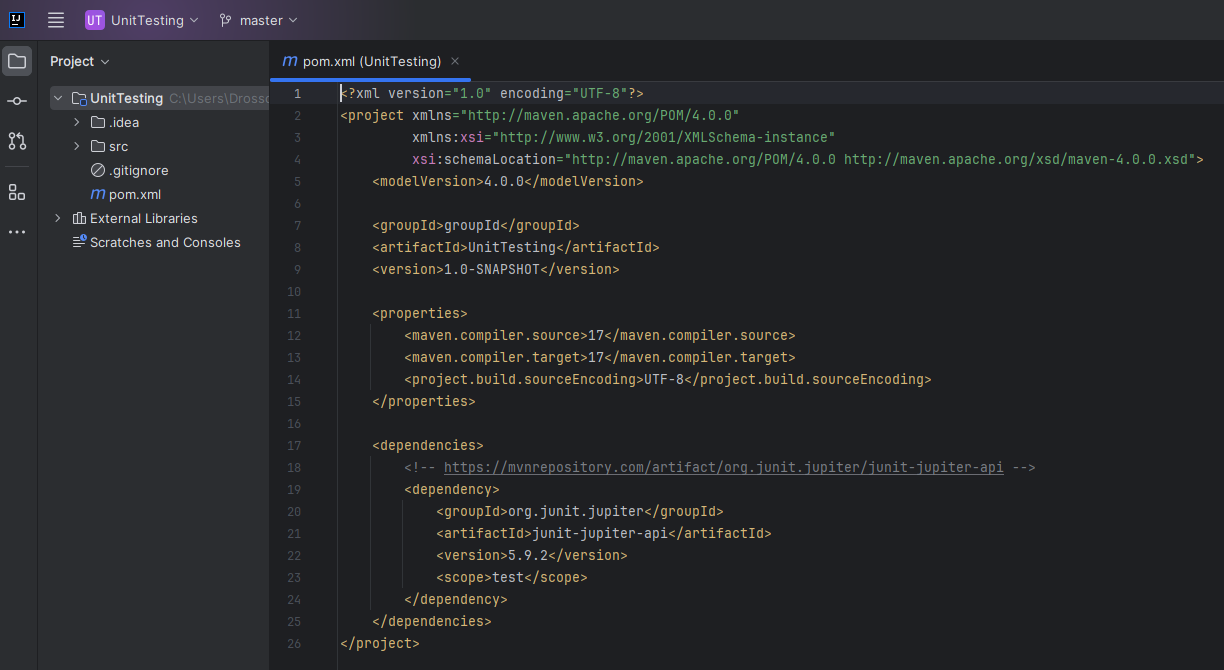 UT UnitTesting master
Project
UnitTesting C:\Users\Drosso
.idea
src
.gitignore
m pom.xml
External Libraries
Scratches and Consoles
m pom.xml (UnitTesting)
1 <?xml version="1.0" encoding="UTF-8"?>
2 <project xmlns="http://maven.apache.org/POM/4.0.0"
3 xmlns:xsi="http://www.w3.org/2001/XMLSchema-instance"
4 xsi:schemaLocation="http://maven.apache.org/POM/4.0.0 http://maven.apache.org/xsd/maven-4.0.0.xsd">
5 <modelVersion>4.0.0</modelVersion>
6
7 <groupId>groupId</groupId>
8 <artifactId>UnitTesting</artifactId>
9 <version>1.0-SNAPSHOT</version>
10
11 <properties>
12 <maven.compiler.source>17</maven.compiler.source>
13 <maven.compiler.target>17</maven.compiler.target>
14 <project.build.sourceEncoding>UTF-8</project.build.sourceEncoding>
15 </properties>
16
17 <dependencies>
18 <!-- https://mvnrepository.com/artifact/org.junit.jupiter/junit-jupiter-api -->
19 <dependency>
20 <groupId>org.junit.jupiter</groupId>
21 <artifactId>junit-jupiter-api</artifactId>
22 <version>5.9.2</version>
23 <scope>test</scope>
24 </dependency>
25 </dependencies>
26 </project>